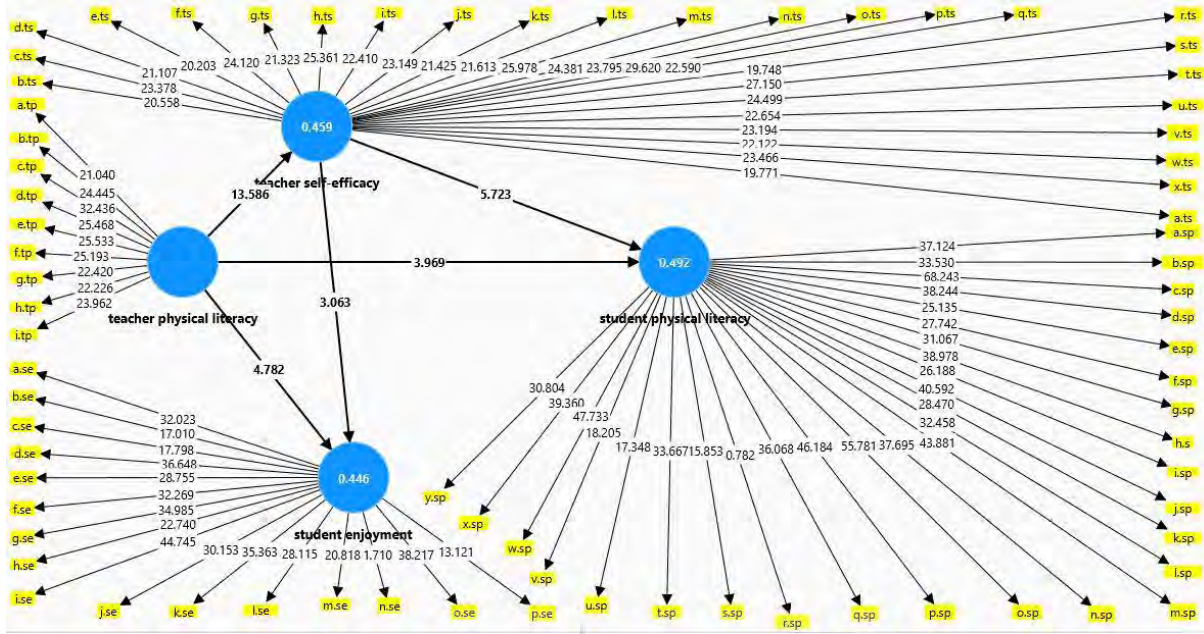 d.ts
e.ts
f.ts
g.ts
h.ts
i.ts
j.ts
k.ts
l.ts
m.ts
n.ts
o.ts
p.ts
q.ts
r.ts
c.ts
b.ts
s.ts
t.ts
u.ts
v.ts
w.ts
x.ts
a.ts
21.107
23.378
20.558
20.203
24.120
21.323
25.361
22.410
23.149
21.425
21.613
25.978
24.381
23.795
29.620
22.590
19.748
27.150
24.499
22.654
23.194
22.122
23.466
19.771
0.459
teacher self-efficacy
a.tp
b.tp
c.tp
d.tp
e.tp
f.tp
g.tp
h.tp
i.tp
21.040
24.445
32.436
25.468
25.533
25.193
22.420
22.226
23.962
teacher physical literacy
13.586
5.723
3.969
3.063
4.782
0.492
student physical literacy
a.sp
b.sp
c.sp
d.sp
e.sp
f.sp
g.sp
h.s
i.sp
j.sp
k.sp
l.sp
m.sp
37.124
33.530
68.243
38.244
25.135
27.742
31.067
38.978
26.188
40.592
28.470
32.458
43.881
30.804
39.360
47.733
18.205
17.348
33.667
15.853
0.782
36.068
46.184
55.781
37.695
y.sp
x.sp
w.sp
v.sp
u.sp
t.sp
s.sp
r.sp
q.sp
p.sp
o.sp
n.sp
a.se
b.se
c.se
d.se
e.se
f.se
g.se
h.se
i.se
32.023
17.010
17.798
36.648
28.755
32.269
34.985
22.740
44.745
0.446
student enjoyment
30.153
35.363
28.115
20.818
1.710
38.217
13.121
j.se
k.se
l.se
m.se
n.se
o.se
p.se